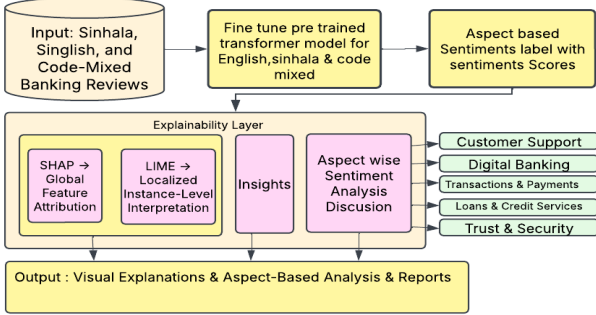 Input: Sinhala,
Singlish, and
Code-Mixed
Banking Reviews
Fine tune pre trained
transformer model for
English,sinhala & code
mixed
Aspect based
Sentiments label with
sentiments Scores
Explainability Layer
SHAP →
Global
Feature
Attribution
LIME →
Localized
Instance-Level
Interpretation
Insights
Aspect wise
Sentiment
Analysis
Discusion
Customer Support
Digital Banking
Transactions & Payments
Loans & Credit Services
Trust & Security
Output : Visual Explanations & Aspect-Based Analysis & Reports